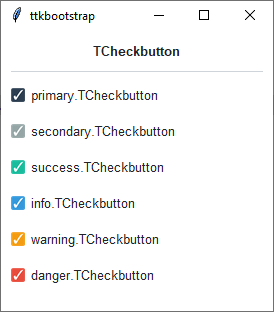 ttkbootstrap
TCheckbutton
primary.TCheckbutton
secondary.TCheckbutton
success.TCheckbutton
info.TCheckbutton
warning.TCheckbutton
danger.TCheckbutton